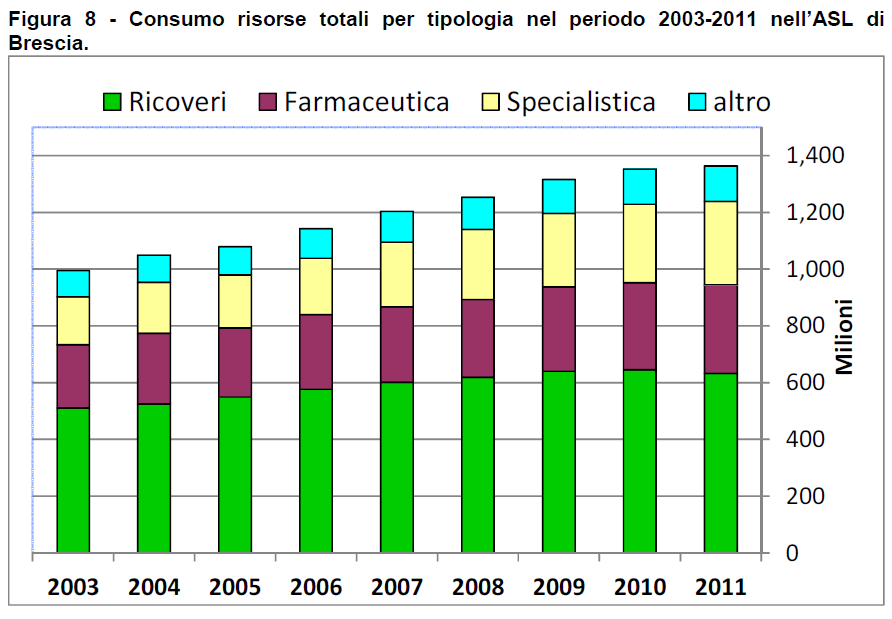 Figura 8 - Consumo risorse totali per tipologia nel periodo 2003-2011 nell’ASL di
Brescia.
Ricoveri Farmaceutica Specialistica altro
1,400
1,200
1,000
800
600
400
200
0
Milioni
2003 2004 2005 2006 2007 2008 2009 2010 2011